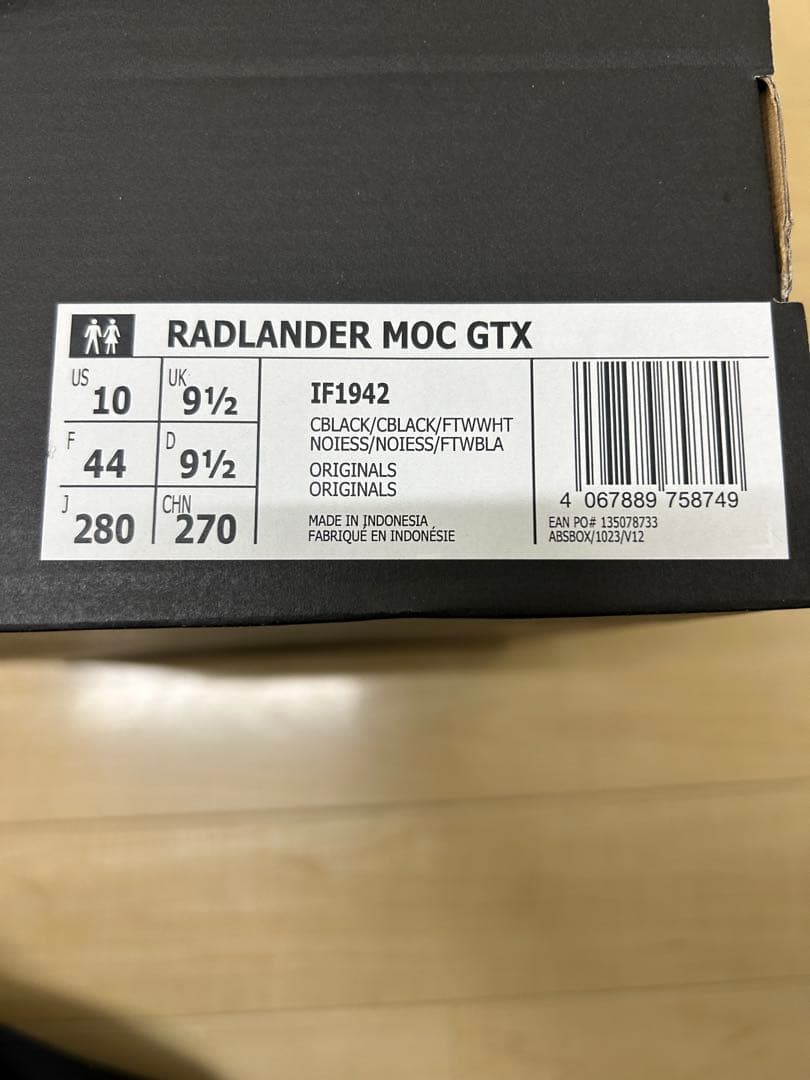 RADLANDER MOC GTX
US 10 UK 9½
F 44 D 9½
J 280 CHN 270
IF1942
CBLACK/CBLACK/FTWWHT
NOIESS/NOIESS/FTWBLA
ORIGINALS
ORIGINALS
MADE IN INDONESIA
FABRIQUÉ EN INDONÉSIE
4 067889 758749
EAN PO# 135078733
ABSBOX/1023/V12